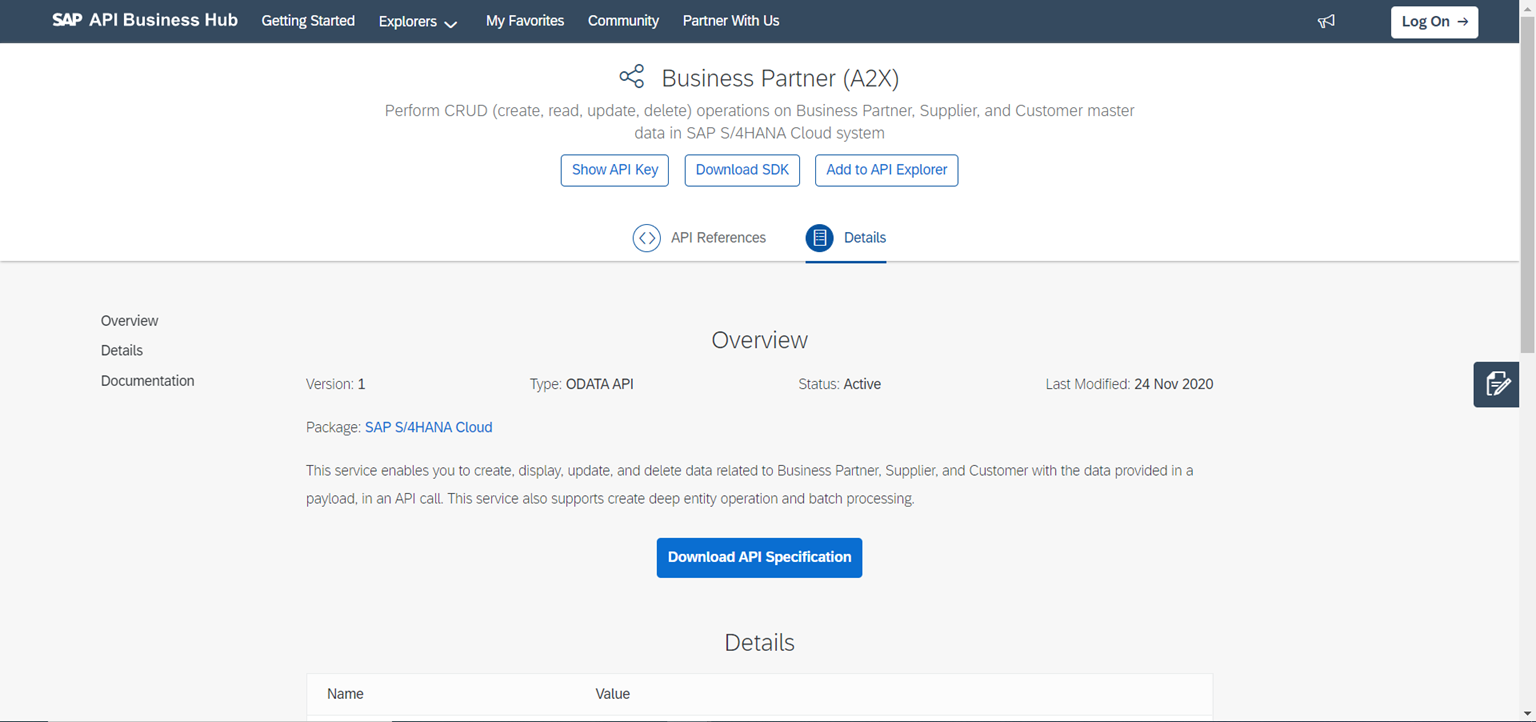 SAP API Business Hub Getting Started Explorers My Favorites Community Partner With Us Log On →
Business Partner (A2X)
Perform CRUD (create, read, update, delete) operations on Business Partner, Supplier, and Customer master
data in SAP S/4HANA Cloud system
Show API Key Download SDK Add to API Explorer
API References Details
Overview
Details
Documentation
Overview
Version: 1 Type: ODATA API Status: Active Last Modified: 24 Nov 2020
Package: SAP S/4HANA Cloud
This service enables you to create, display, update, and delete data related to Business Partner, Supplier, and Customer with the data provided in a
payload, in an API call. This service also supports create deep entity operation and batch processing.
Download API Specification
Details
Name Value